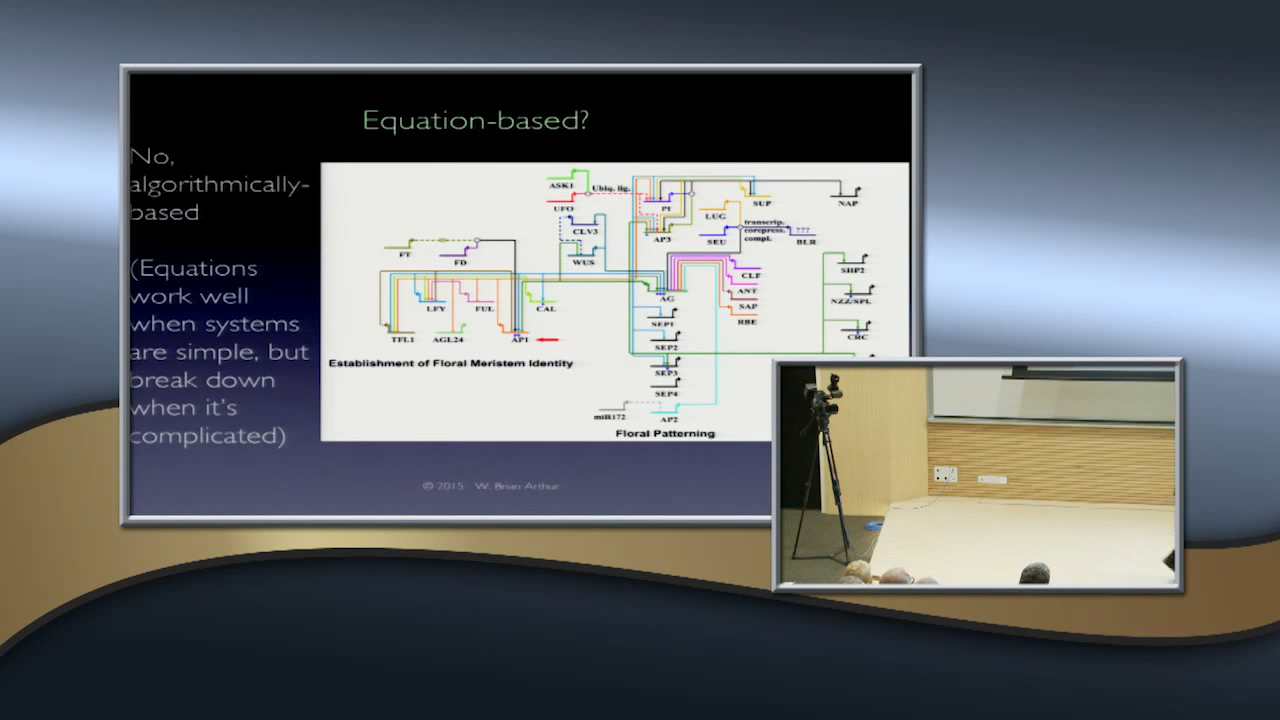 Equation-based?
No,
algorithmically-
based
(Equations
work well
when systems
are simple, but
break down
when it's
complicated)
ASK1
Ubiq. lig.
UFO
PI
SUP
NAP
CLV3
LUG
AP3
SEU
transcrip.
corepress.
compl.
???
BLR
FT
FD
WUS
CLF
SHP2
ANT
AG
SAP
NZZ/SPL
RBE
LFY
FUL
CAL
SEP1
CRC
TFL1
AGL24
AP1
SEP2
Establishment of Floral Meristem Identity
SEP3
SEP4
miR172
AP2
Floral Patterning
© 2015 W. Brian Arthur